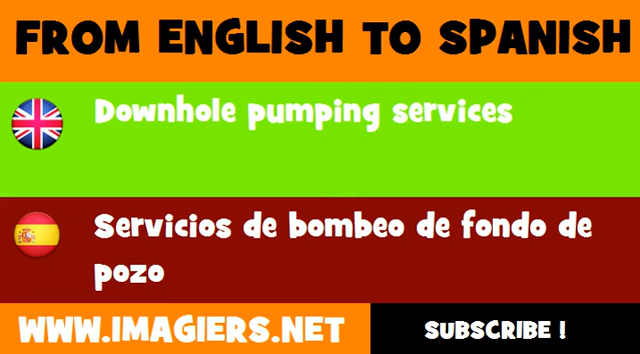 FROM ENGLISH TO SPANISH
Downhole pumping services
Servicios de bombeo de fondo de
pozo
WWW.IMAGIERS.NET
SUBSCRIBE !